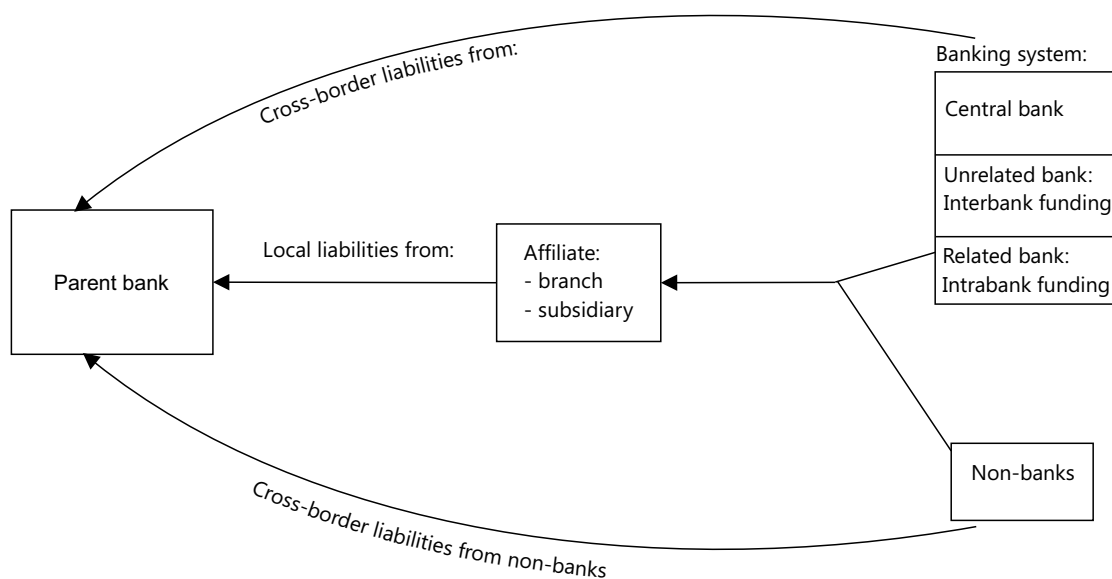 Cross-border liabilities from:
Banking system:
Central bank
Unrelated bank:
Interbank funding
Related bank:
Intrabank funding
Local liabilities from:
Affiliate:
- branch
- subsidiary
Parent bank
Non-banks
Cross-border liabilities from non-banks